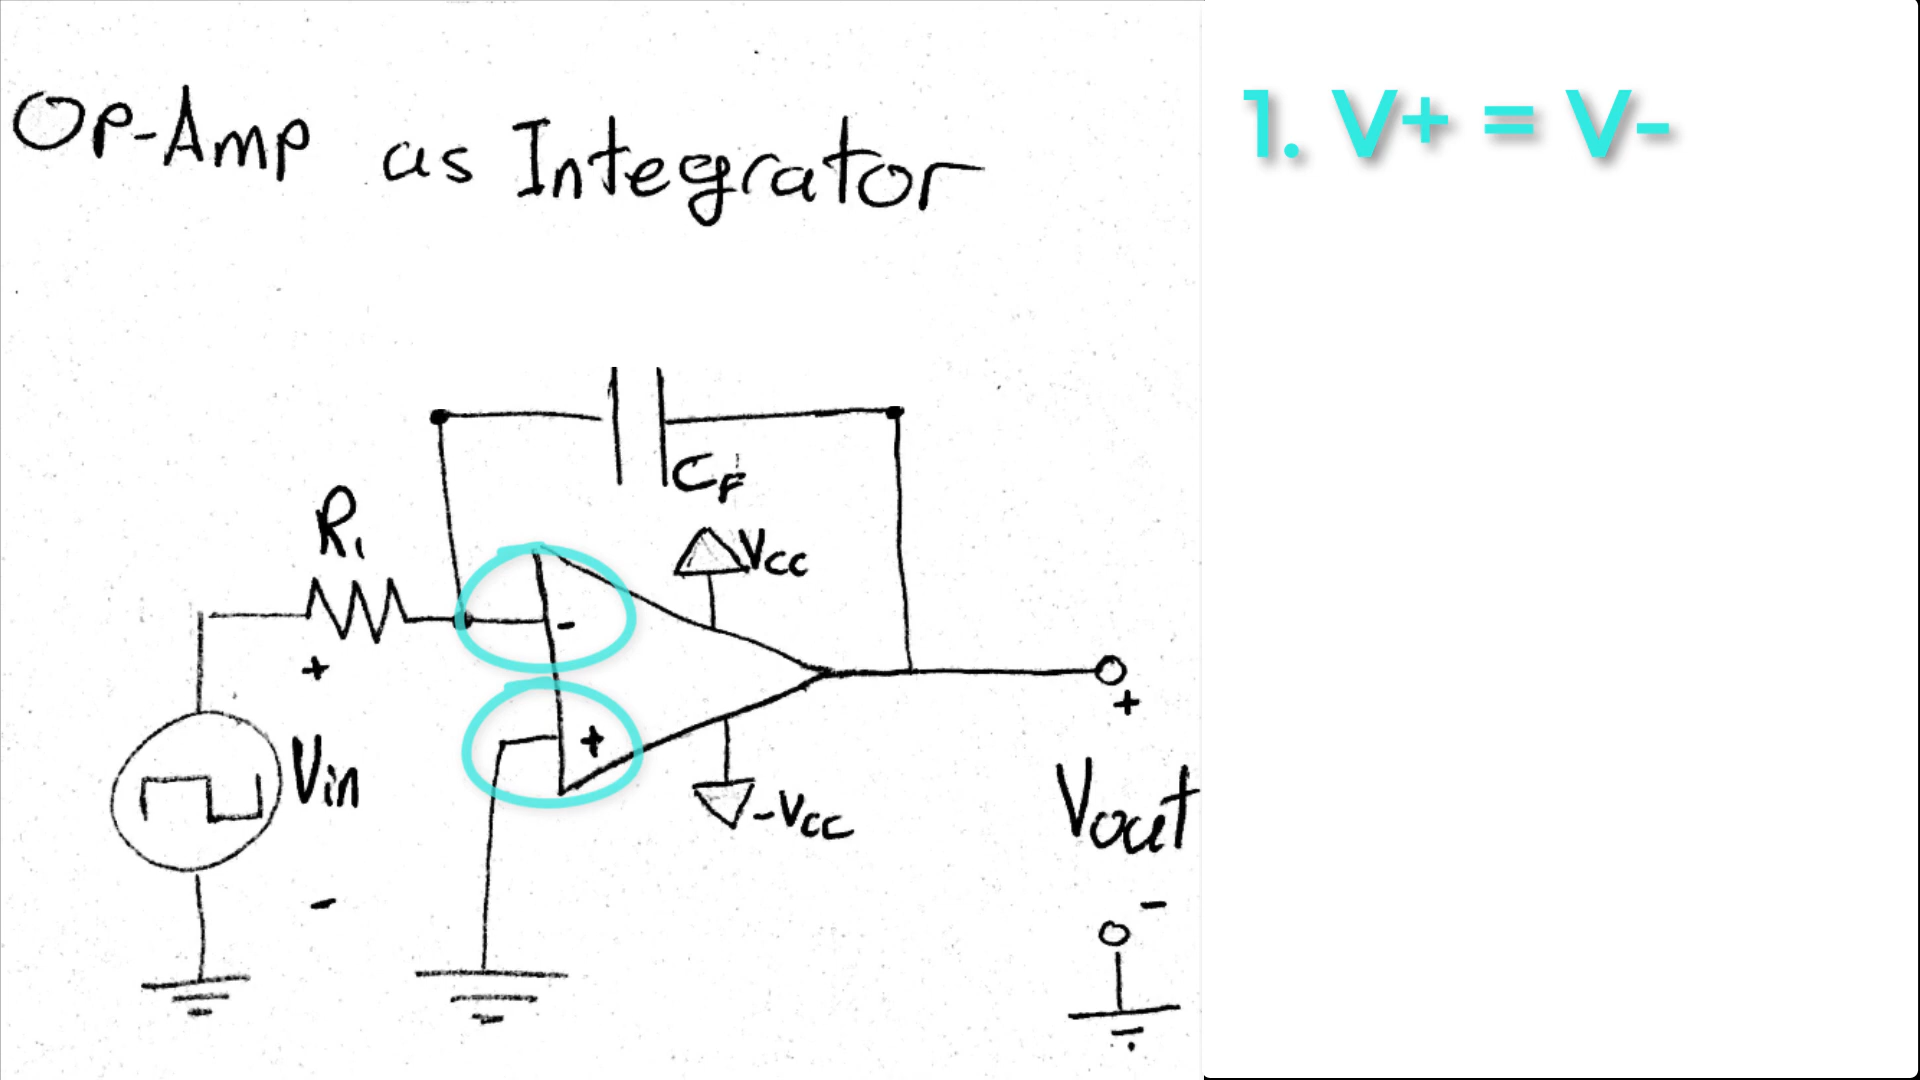 OP-Amp as Integrator
1. V+ = V-
CF
R1
Vcc
-
+
+
Vin
-
+
-Vcc
Vout
-